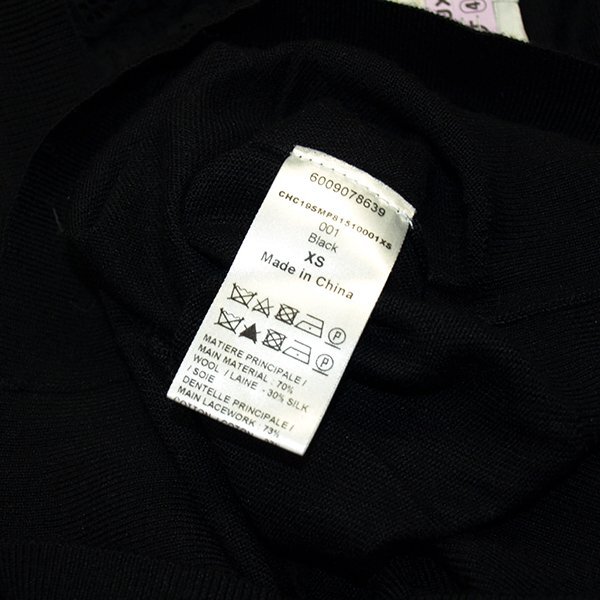 6009078639
CHC19SMP81510001XS
001
Black
XS
Made in China
P
P
MATIERE PRINCIPALE /
MAIN MATERIAL : 70%
WOOL / LAINE - 30% SILK
/ SOIE
DENTELLE PRINCIPALE /
MAIN LACEWORK : 73%